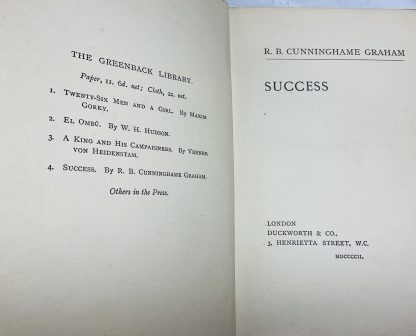 THE GREENBACK LIBRARY.
Paper, 1s. 6d. net; Cloth, 2s. net.
1. TWENTY-SIX MEN AND A GIRL. By MAXIM
GORKY.
2. EL OMBÚ. By W. H. HUDSON.
3. A KING AND HIS CAMPAIGNERS. By VERNER
VON HEIDENSTAM.
4. SUCCESS. By R. B. CUNNINGHAME GRAHAM.
Others in the Press.
R. B. CUNNINGHAME GRAHAM
SUCCESS
LONDON
DUCKWORTH & CO.,
3, HENRIETTA STREET, W.C.
MDCCCCII.